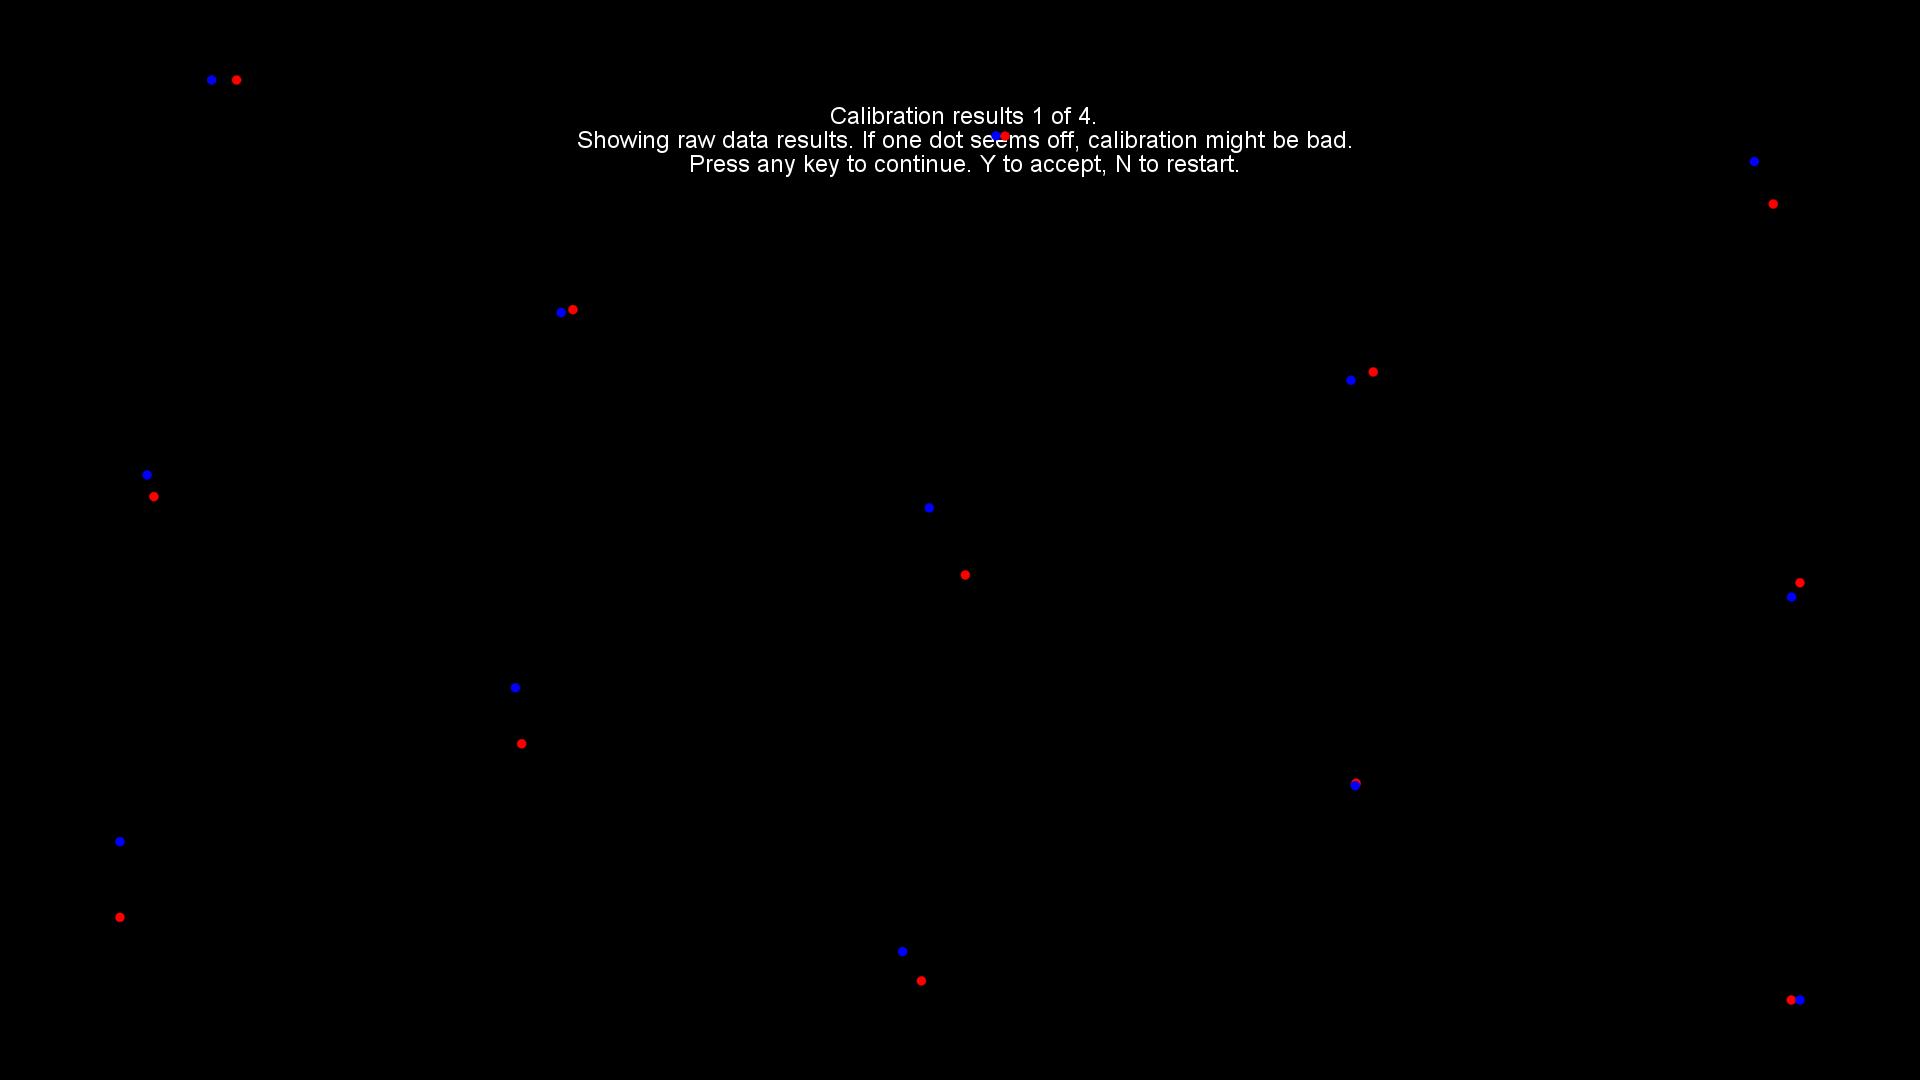 Calibration results 1 of 4.
Showing raw data results. If one dot seems off, calibration might be bad.
Press any key to continue. Y to accept, N to restart.